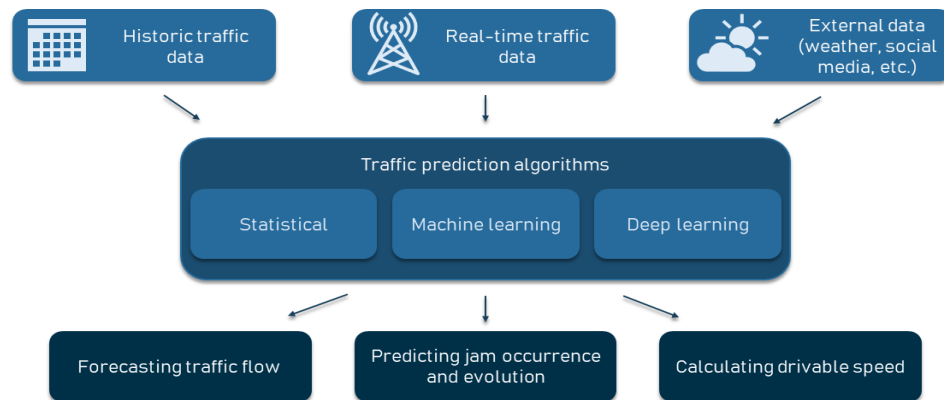 Historic traffic
data
Real-time traffic
data
External data
(weather, social
media, etc.)
Traffic prediction algorithms
Statistical
Machine learning
Deep learning
Forecasting traffic flow
Predicting jam occurrence
and evolution
Calculating drivable speed